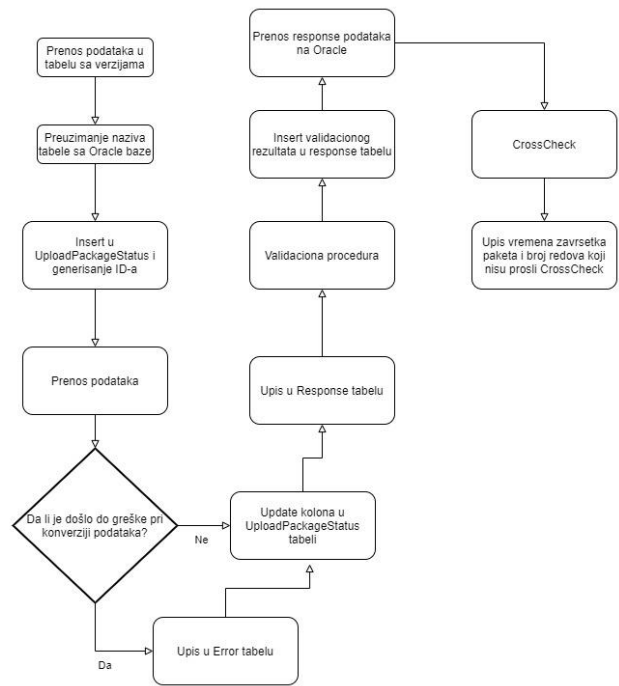 Prenos podataka u
tabelu sa verzijama
Preuzimanje naziva
tabele sa Oracle baze
Insert u
UploadPackageStatus i
generisanje ID-a
Prenos podataka
Da li je došlo do greške pri
konverziji podataka?
Ne
Da
Upis u Error tabelu
Update kolona u
UploadPackageStatus
tabeli
Upis u Response tabelu
Validaciona procedura
Insert validacionog
rezultata u response tabelu
Prenos response podataka
na Oracle
CrossCheck
Upis vremena zavrsetka
paketa i broj redova koji
nisu prosli CrossCheck